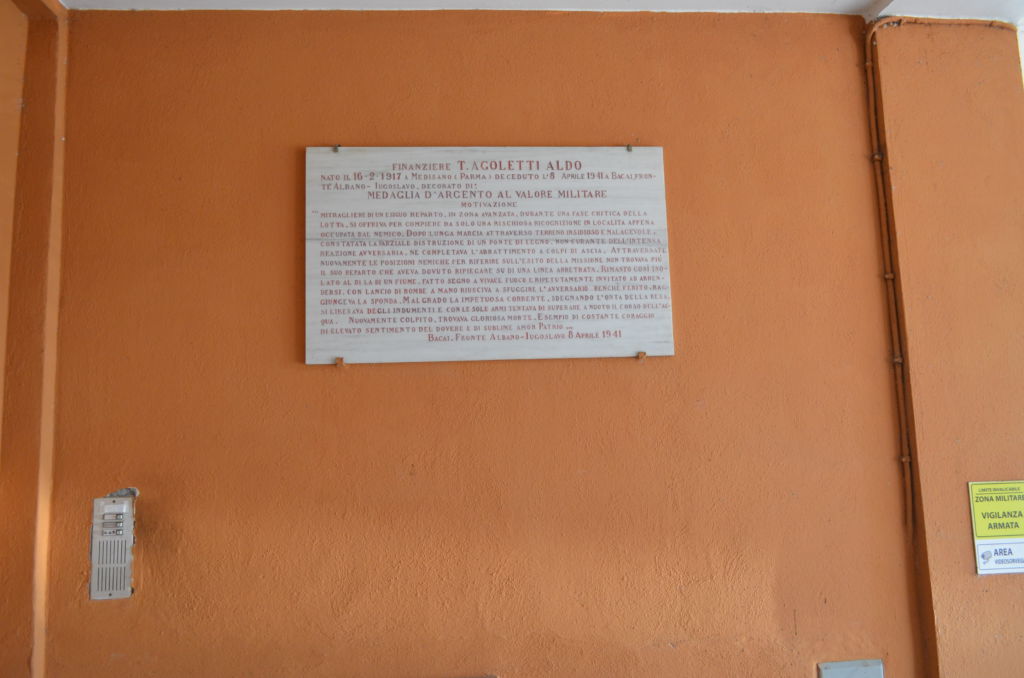 FINANZIERE T. AGOLETTI ALDO
NATO IL 16-2-1917 A MEDISANO (PARMA) DECEDUTO L'8 APRILE 1941 A BACAI, FRON-
TE ALBANO-IUGOSLAVO, DECORATO DI:
MEDAGLIA D'ARGENTO AL VALORE MILITARE
MOTIVAZIONE
"MITRAGLIERE DI UN ESIGUO REPARTO, IN ZONA AVANZATA, DURANTE UNA FASE CRITICA DELLA
LOTTA, SI OFFRIVA PER COMPIERE DA SOLO UNA RISCHIOSA RICOGNIZIONE IN LOCALITÀ APPENA
OCCUPATA DAL NEMICO. DOPO LUNGA MARCIA ATTRAVERSO TERRENO INSIDIOSO E MALAGEVOLE,
CONSTATATA LA PARZIALE DISTRUZIONE DI UN PONTE DI LEGNO, NON CURANTE DELL'INTENSA
REAZIONE AVVERSARIA, NE COMPLETAVA L'ABBATTIMENTO A COLPI DI ASCIA. ATTRAVERSATE
NUOVAMENTE LE POSIZIONI NEMICHE PER RIFERIRE SULL'ESITO DELLA MISSIONE NON TROVAVA PIÙ
IL SUO REPARTO CHE AVEVA DOVUTO RIPIEGARE SU DI UNA LINEA ARRETRATA. RIMASTO COSÌ ISO-
LATO AL DI LÀ DI UN FIUME, FATTO SEGNO A VIVACE FUOCO E RIPETUTAMENTE INVITATO AD ARREN-
DERSI, CON LANCIO DI BOMBE A MANO RIUSCIVA A SFUGGIRE L'AVVERSARIO BENCHÈ FERITO, RAG-
GIUNGEVA LA SPONDA. MALGRADO LA IMPETUOSA CORRENTE, SDEGNANDO L'ONTA DELLA RESA,
SI LIBERAVA DEGLI INDUMENTI E CON LE SOLE ARMI TENTAVA DI SUPERARE A NUOTO IL CORSO DELL'AC-
QUA. NUOVAMENTE COLPITO, TROVAVA GLORIOSA MORTE. ESEMPIO DI COSTANTE CORAGGIO
DI ELEVATO SENTIMENTO DEL DOVERE E DI SUBLIME AMOR PATRIO"
BACAI, FRONTE ALBANO-IUGOSLAVO 8 APRILE 1941
LIMITE INVALICABILE
ZONA MILITARE
VIGILANZA
ARMATA
AREA
VIDEOSORVEGL